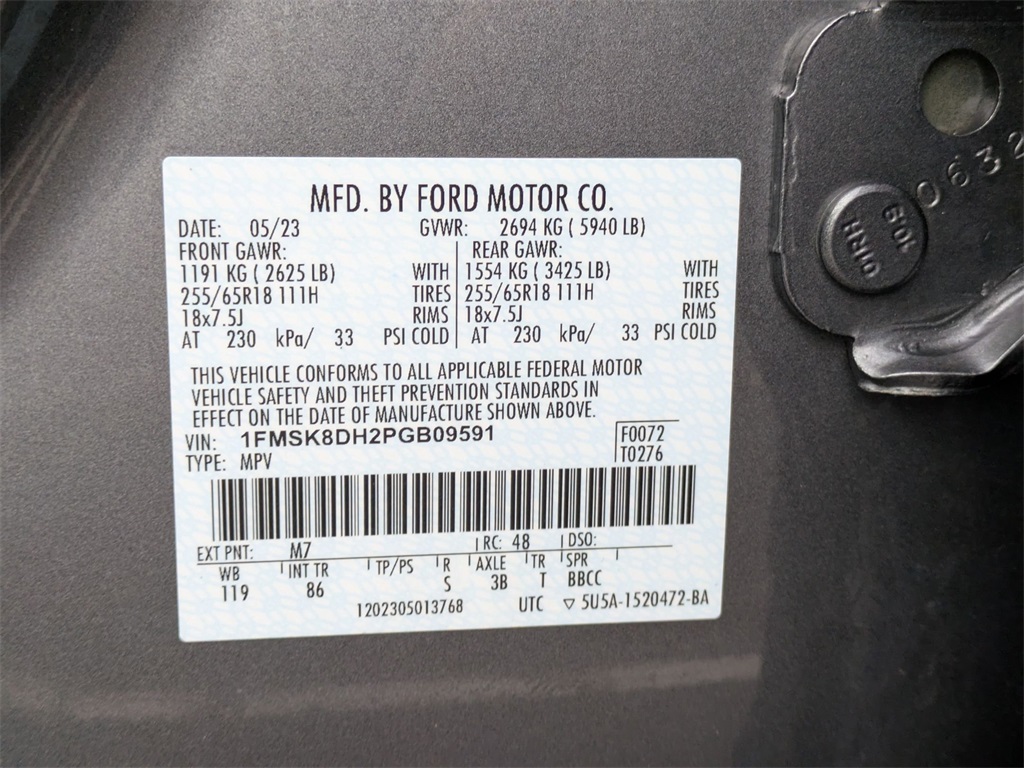 MFD. BY FORD MOTOR CO.
DATE: 05/23 GVWR: 2694 KG ( 5940 LB)
FRONT GAWR: REAR GAWR:
1191 KG ( 2625 LB) WITH 1554 KG ( 3425 LB) WITH
255/65R18 111H TIRES 255/65R18 111H TIRES
18x7.5J RIMS 18x7.5J RIMS
AT 230 kPa/ 33 PSI COLD AT 230 kPa/ 33 PSI COLD
THIS VEHICLE CONFORMS TO ALL APPLICABLE FEDERAL MOTOR
VEHICLE SAFETY AND THEFT PREVENTION STANDARDS IN
EFFECT ON THE DATE OF MANUFACTURE SHOWN ABOVE.
VIN: 1FMSK8DH2PGB09591 F0072
TYPE: MPV T0276
EXT PNT: M7 RC: 48 DSO:
WB INT TR TP/PS R AXLE TR SPR
119 86 S 3B T BBCC
1202305013768 UTC ▽ 5U5A-1520472-BA
0632